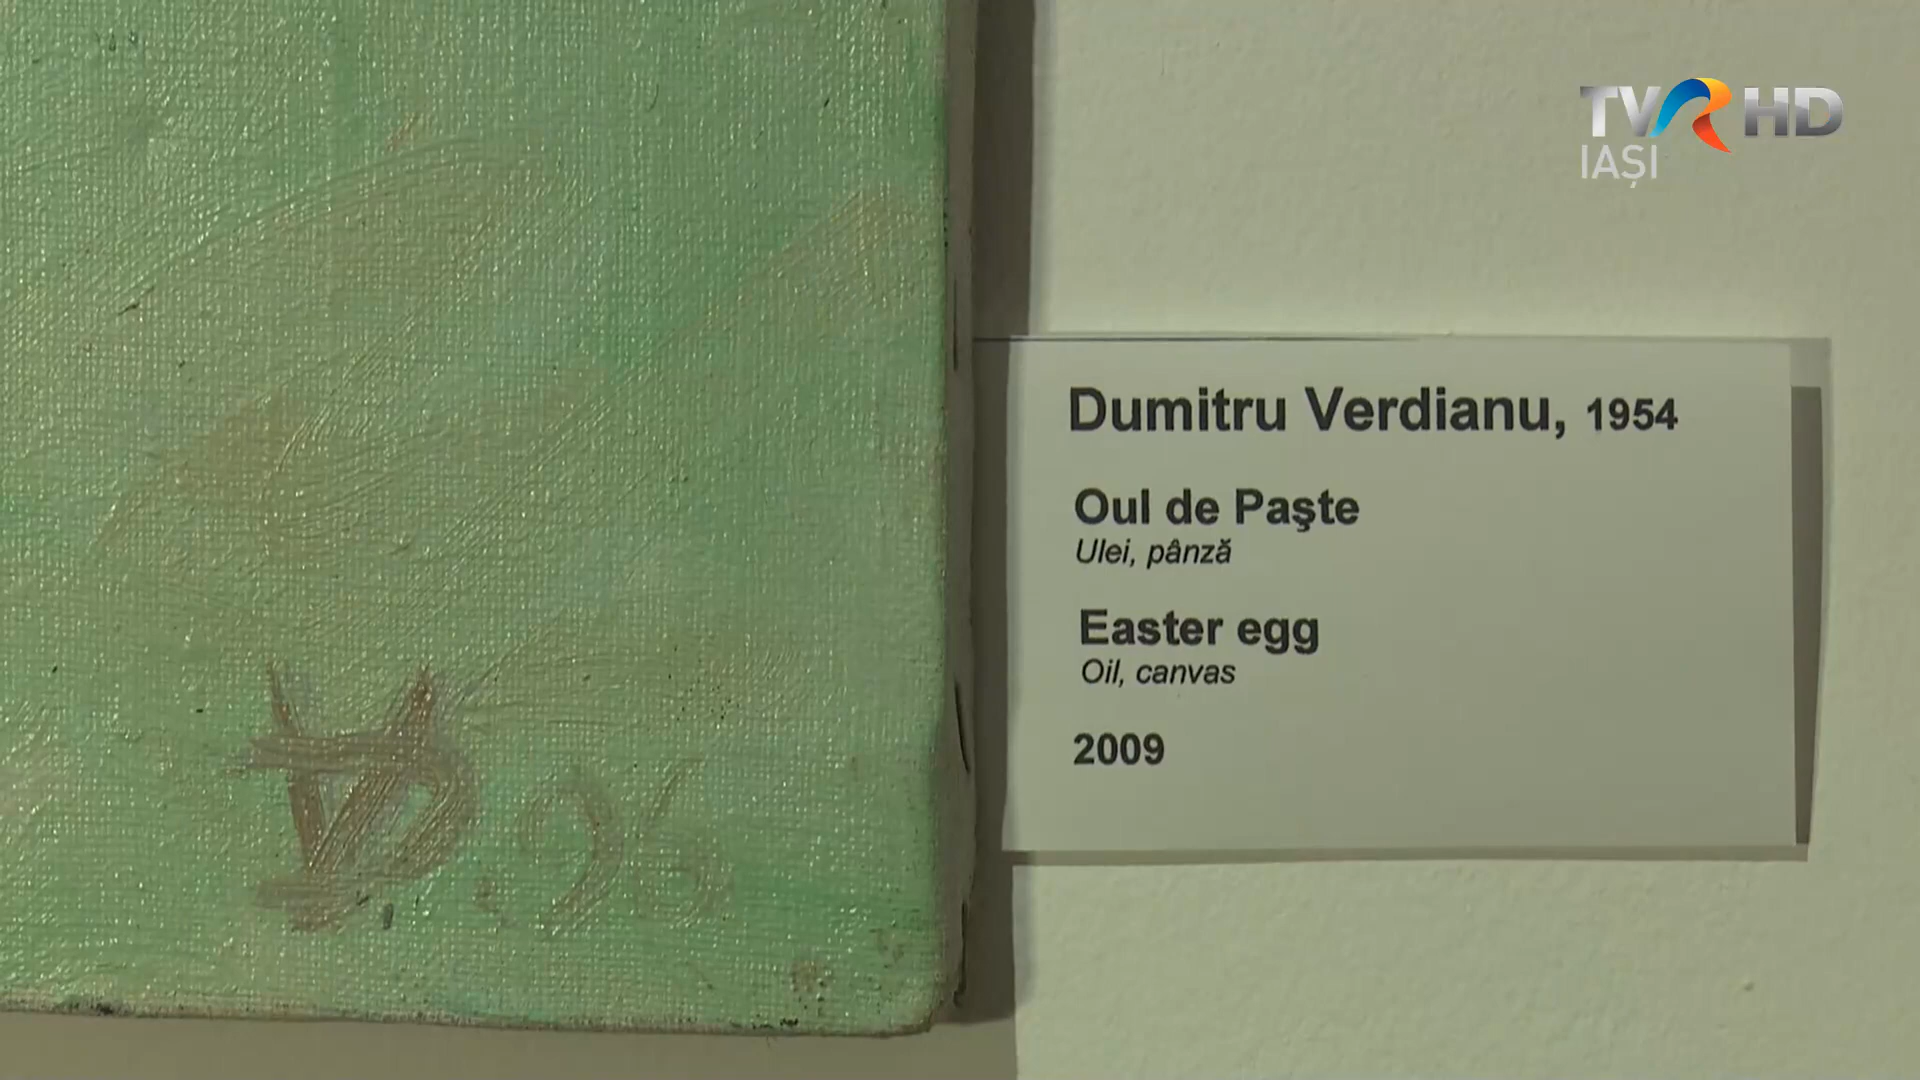 TVR HD
IAȘI
Dumitru Verdianu, 1954
Oul de Paşte
Ulei, pânză
Easter egg
Oil, canvas
2009